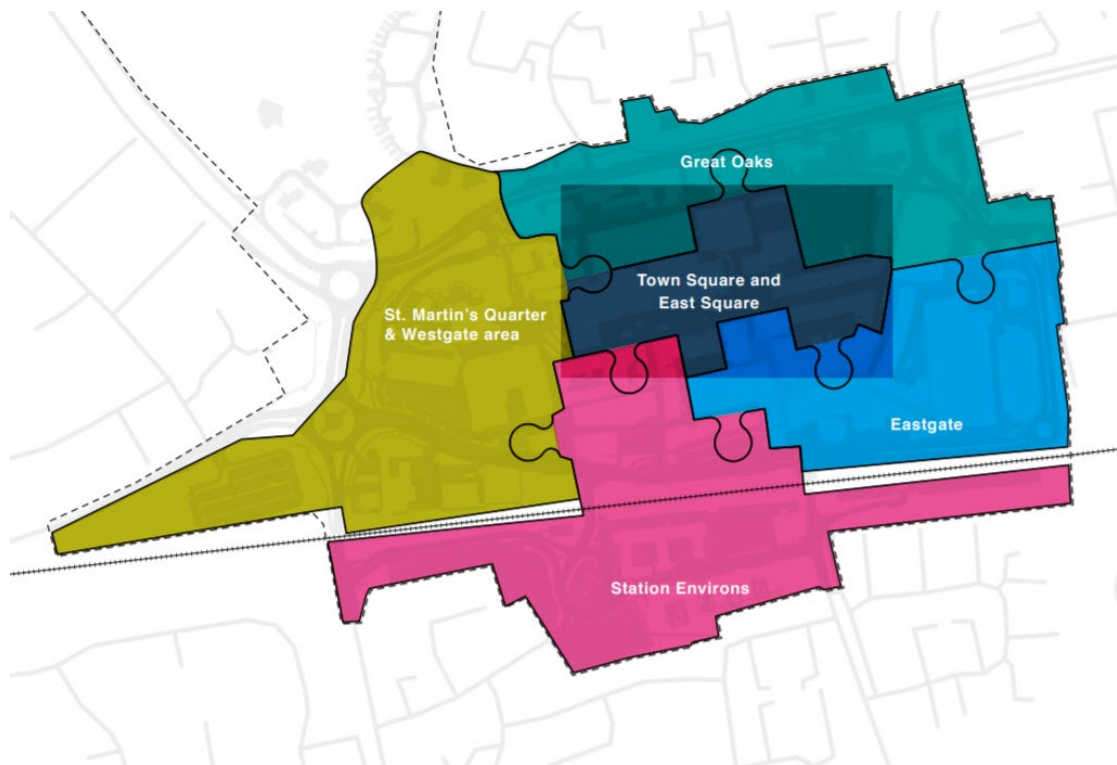 Great Oaks
Town Square and
East Square
St. Martin's Quarter
& Westgate area
Eastgate
Station Environs